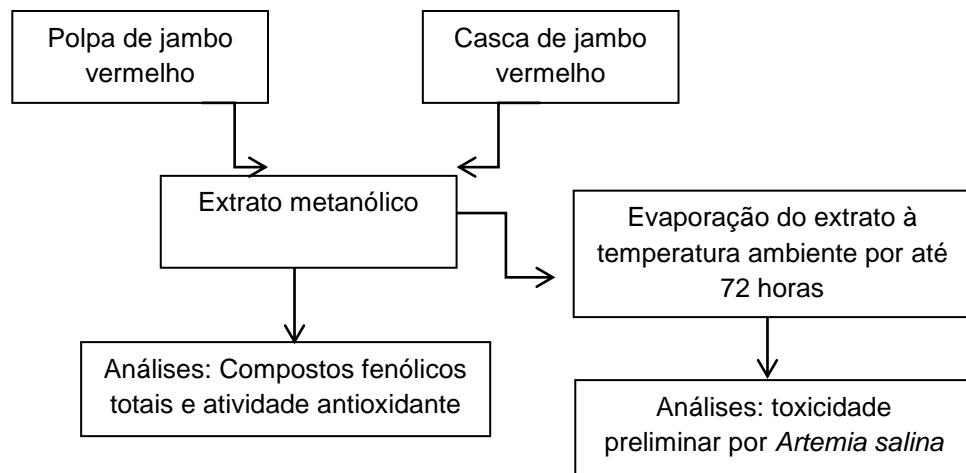 Polpa de jambo
vermelho
Casca de jambo
vermelho
Extrato metanólico
Evaporação do extrato à
temperatura ambiente por até
72 horas
Análises: Compostos fenólicos
totais e atividade antioxidante
Análises: toxicidade
preliminar por Artemia salina